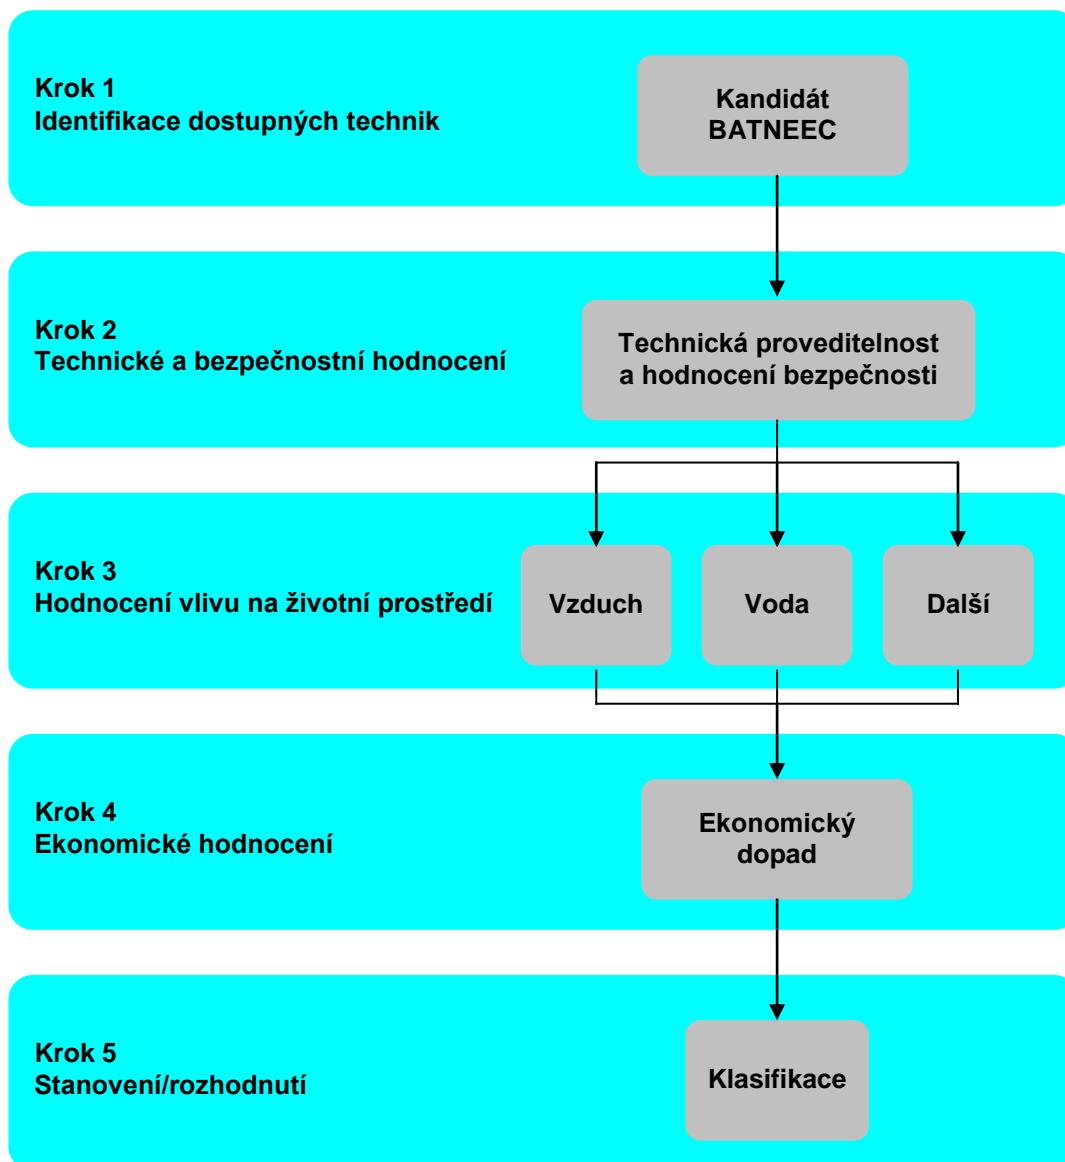 Krok 1
Identifikace dostupných technik
Kandidát
BATNEEC
Krok 2
Technické a bezpečnostní hodnocení
Technická proveditelnost
a hodnocení bezpečnosti
Krok 3
Hodnocení vlivu na životní prostředí
Vzduch
Voda
Další
Krok 4
Ekonomické hodnocení
Ekonomický
dopad
Krok 5
Stanovení/rozhodnutí
Klasifikace